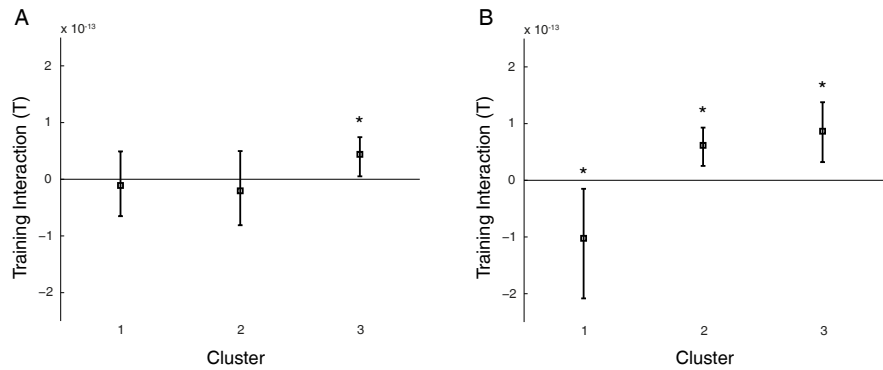 A
x 10-13
2
1
0
−1
−2
Training Interaction (T)
*
1
2
3
Cluster
B
x 10-13
2
1
0
−1
−2
Training Interaction (T)
*
*
*
1
2
3
Cluster